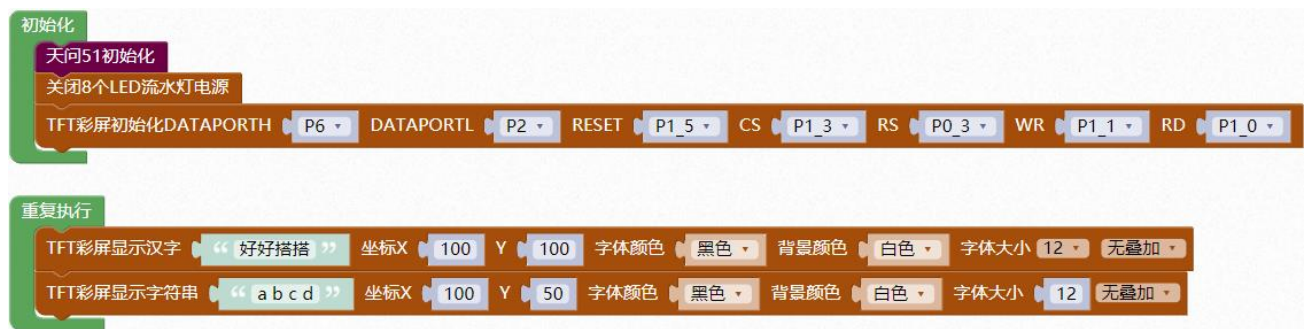 初始化
天问51初始化
关闭8个LED流水灯电源
TFT彩屏初始化DATAPORTH P6 DATAPORTL P2 RESET P1_5 CS P1_3 RS P0_3 WR P1_1 RD P1_0
重复执行
TFT彩屏显示汉字 “ 好好搭搭 ” 坐标X 100 Y 100 字体颜色 黑色 背景颜色 白色 字体大小 12 无叠加
TFT彩屏显示字符串 “ a b c d ” 坐标X 100 Y 50 字体颜色 黑色 背景颜色 白色 字体大小 12 无叠加